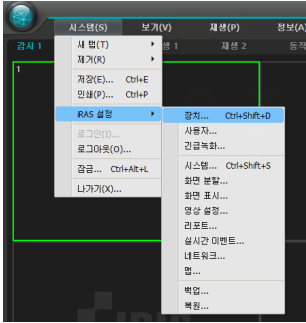 시스템(S) 보기(V) 재생(P) 정보(A)
감시 1 재생 2 동작
1
새 탭(T)
제거(R)
저장(E)... Ctrl+E
인쇄(P)... Ctrl+P
iRAS 설정
로그인(I)...
로그아웃(O)...
잠금... Ctrl+Alt+L
나가기(X)...
장치... Ctrl+Shift+D
사용자...
긴급녹화...
시스템... Ctrl+Shift+S
화면 분할...
화면 표시...
영상 설정...
리포트...
실시간 이벤트...
네트워크...
맵...
백업...
복원...